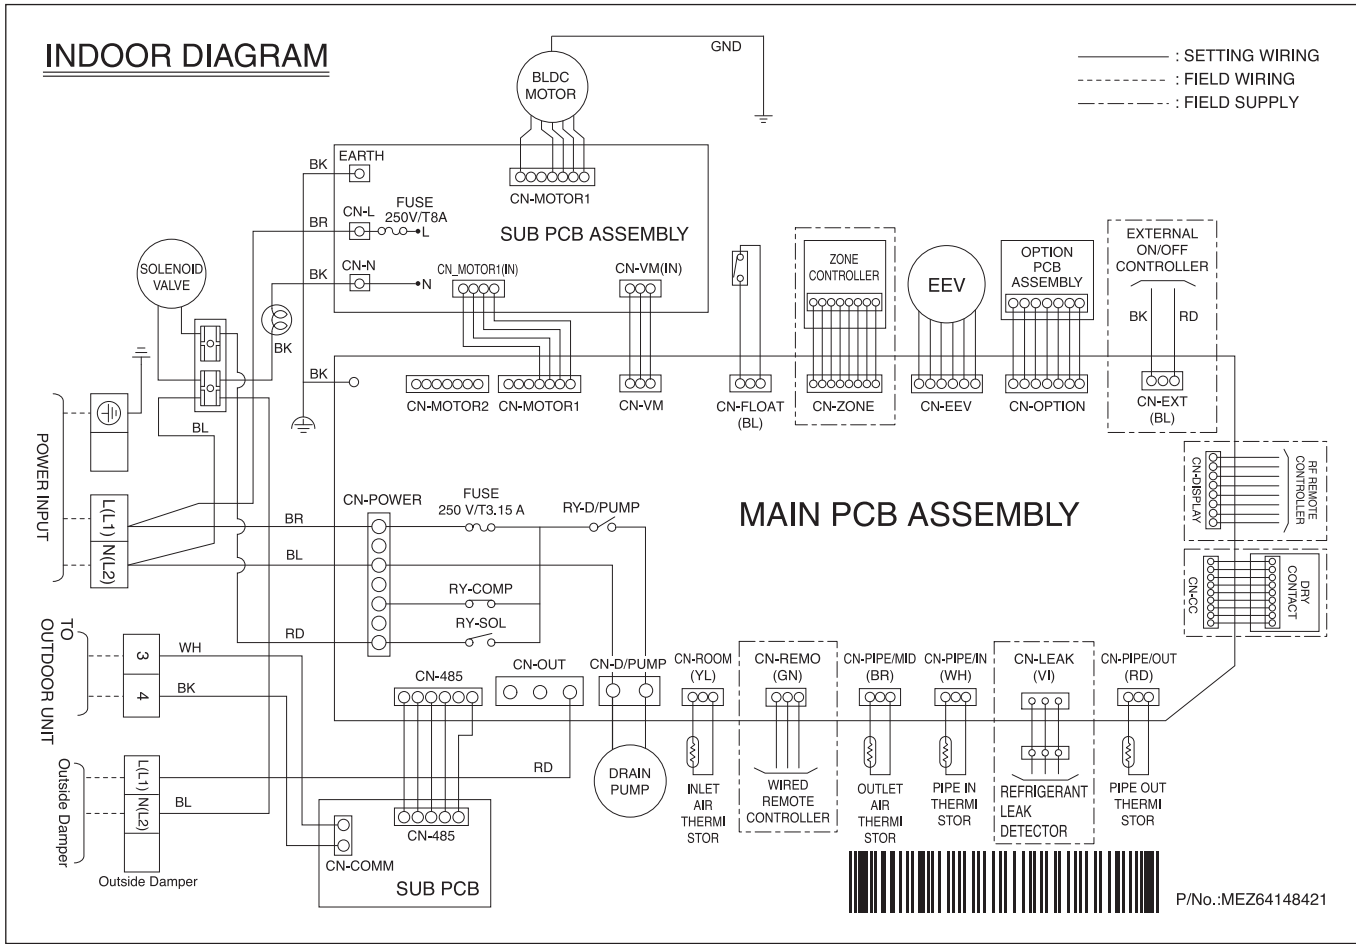 INDOOR DIAGRAM
: SETTING WIRING
: FIELD WIRING
: FIELD SUPPLY
GND
BLDC
MOTOR
EARTH
BK
CN-MOTOR1
CN-L
FUSE
250V/T8A
BR
L
SUB PCB ASSEMBLY
CN-N
BK
N
CN_MOTOR1(IN)
CN-VM(IN)
SOLENOID
VALVE
BK
BK
CN-MOTOR2
CN-MOTOR1
CN-VM
CN-FLOAT
(BL)
ZONE
CONTROLLER
CN-ZONE
EEV
CN-EEV
OPTION
PCB
ASSEMBLY
CN-OPTION
EXTERNAL
ON/OFF
CONTROLLER
BK
RD
CN-EXT
(BL)
CN-DISPLAY
RF REMOTE
CONTROLLER
CN-CC
DRY
CONTACT
MAIN PCB ASSEMBLY
POWER INPUT
BL
L(L1)
N(L2)
BR
BL
RD
CN-POWER
FUSE
250 V/T3.15 A
RY-D/PUMP
RY-COMP
RY-SOL
TO
OUTDOOR UNIT
3
4
WH
BK
CN-485
CN-OUT
CN-D/PUMP
RD
DRAIN
PUMP
CN-ROOM
(YL)
INLET
AIR
THERMI
STOR
CN-REMO
(GN)
WIRED
REMOTE
CONTROLLER
CN-PIPE/MID
(BR)
OUTLET
AIR
THERMI
STOR
CN-PIPE/IN
(WH)
PIPE IN
THERMI
STOR
CN-LEAK
(VI)
REFRIGERANT
LEAK
DETECTOR
CN-PIPE/OUT
(RD)
PIPE OUT
THERMI
STOR
Outside Damper
L(L1)
N(L2)
BL
Outside Damper
CN-485
CN-COMM
SUB PCB
P/No.:MEZ64148421